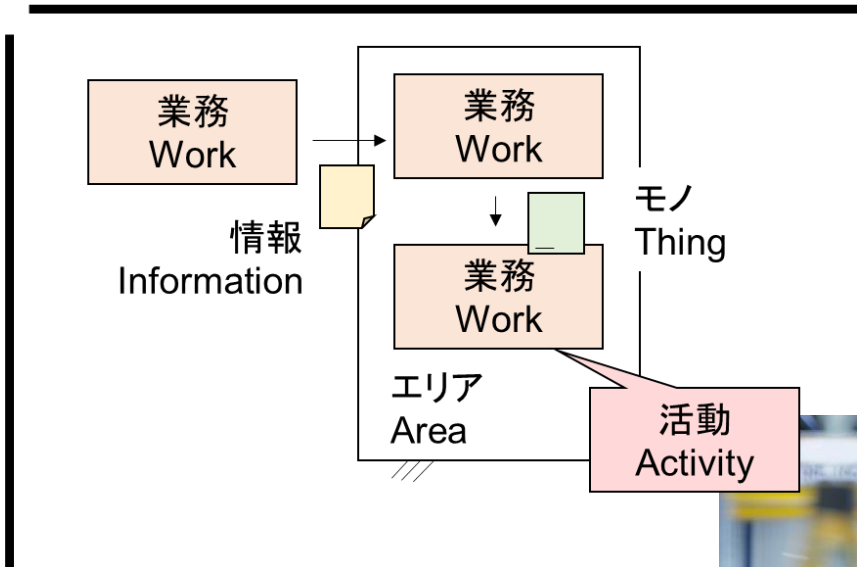 業務
Work
業務
Work
情報
Information
モノ
Thing
業務
Work
エリア
Area
活動
Activity